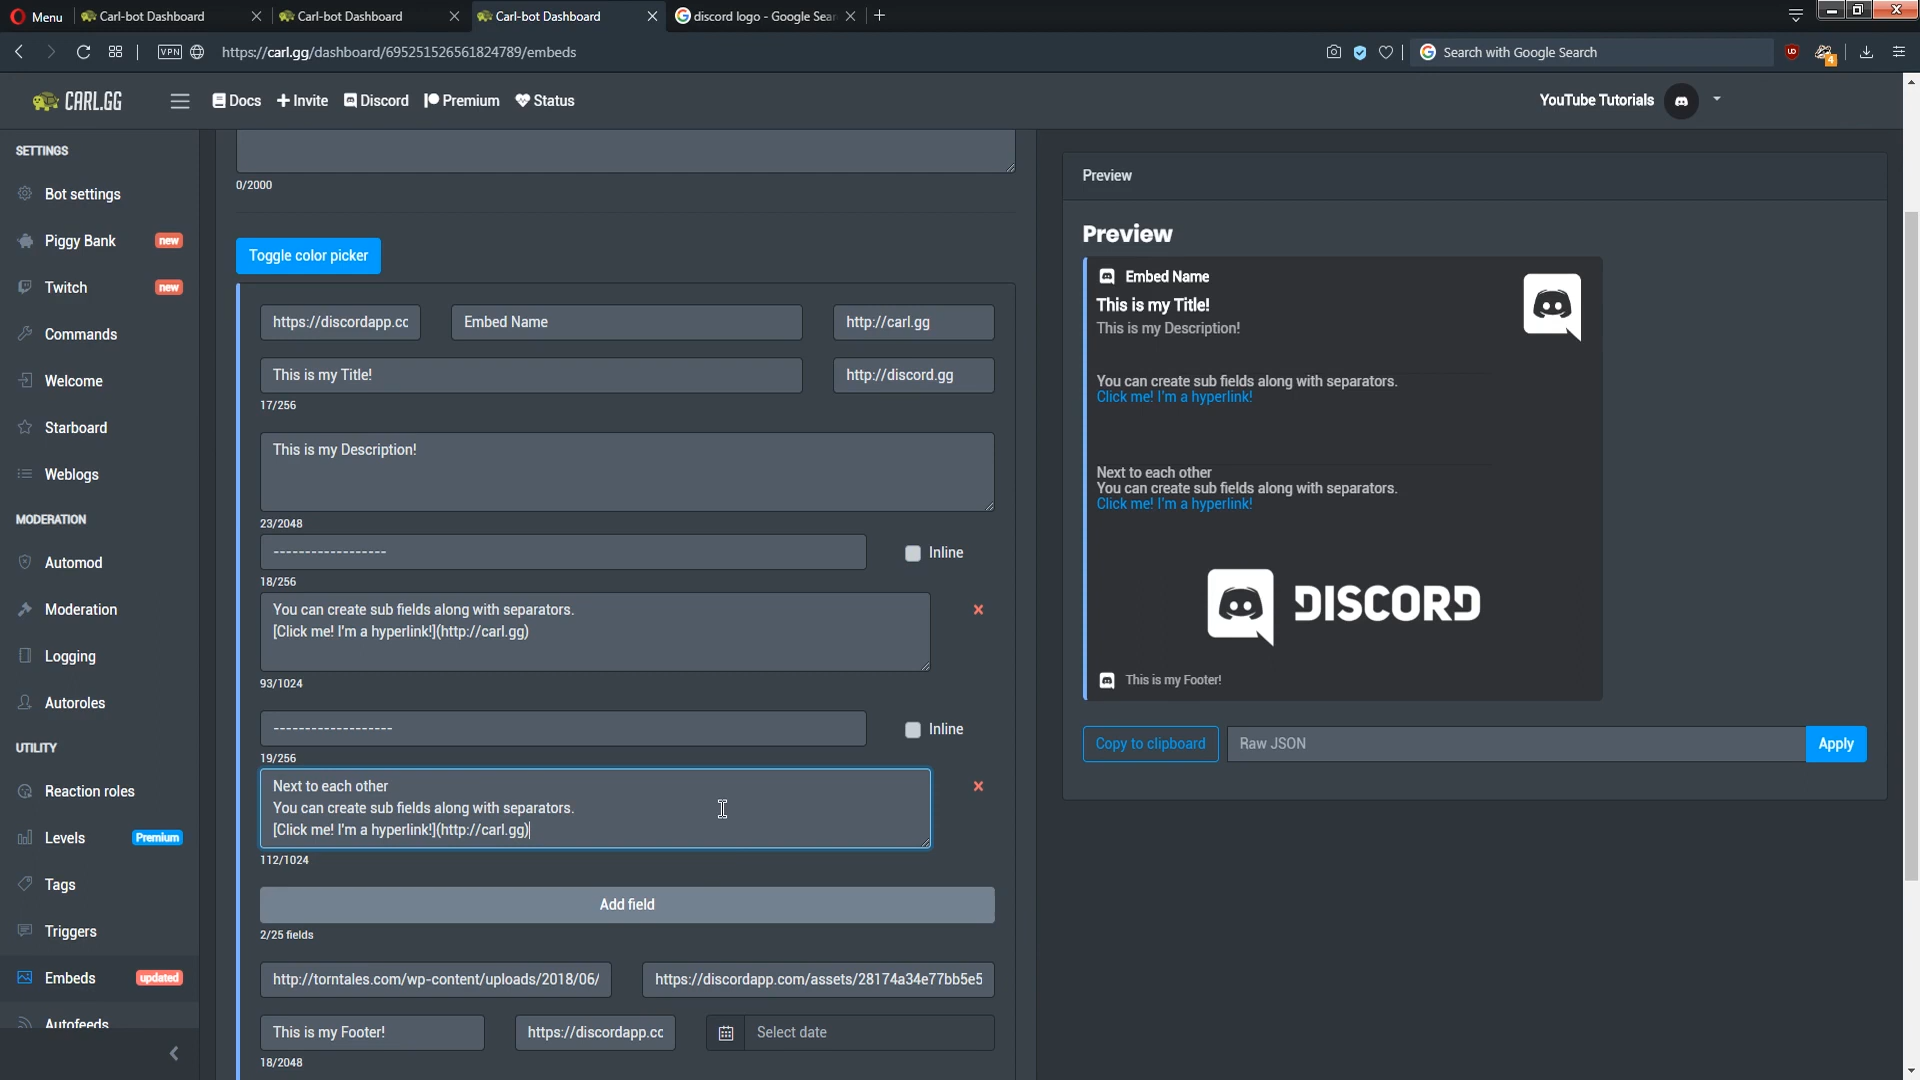 Menu
Carl-bot Dashboard
Carl-bot Dashboard
Carl-bot Dashboard
discord logo - Google Sear
VPN
https://carl.gg/dashboard/695251526561824789/embeds
Search with Google Search
4
CARL.GG
Docs
Invite
Discord
Premium
Status
YouTube Tutorials
SETTINGS
Bot settings
Piggy Bank new
Twitch new
Commands
Welcome
Starboard
Weblogs
MODERATION
Automod
Moderation
Logging
Autoroles
UTILITY
Reaction roles
Levels Premium
Tags
Triggers
Embeds updated
Autofeeds
0/2000
Toggle color picker
https://discordapp.cc
Embed Name
http://carl.gg
This is my Title!
http://discord.gg
17/256
This is my Description!
23/2048
------------------
Inline
18/256
You can create sub fields along with separators.
[Click me! I'm a hyperlink!](http://carl.gg)
93/1024
-------------------
Inline
19/256
Next to each other
You can create sub fields along with separators.
[Click me! I'm a hyperlink!](http://carl.gg)
112/1024
Add field
2/25 fields
http://torntales.com/wp-content/uploads/2018/06/
https://discordapp.com/assets/28174a34e77bb5e5
This is my Footer!
https://discordapp.cc
Select date
18/2048
Preview
Preview
Embed Name
This is my Title!
This is my Description!
You can create sub fields along with separators.
Click me! I'm a hyperlink!
Next to each other
You can create sub fields along with separators.
Click me! I'm a hyperlink!
DISCORD
This is my Footer!
Copy to clipboard
Raw JSON
Apply